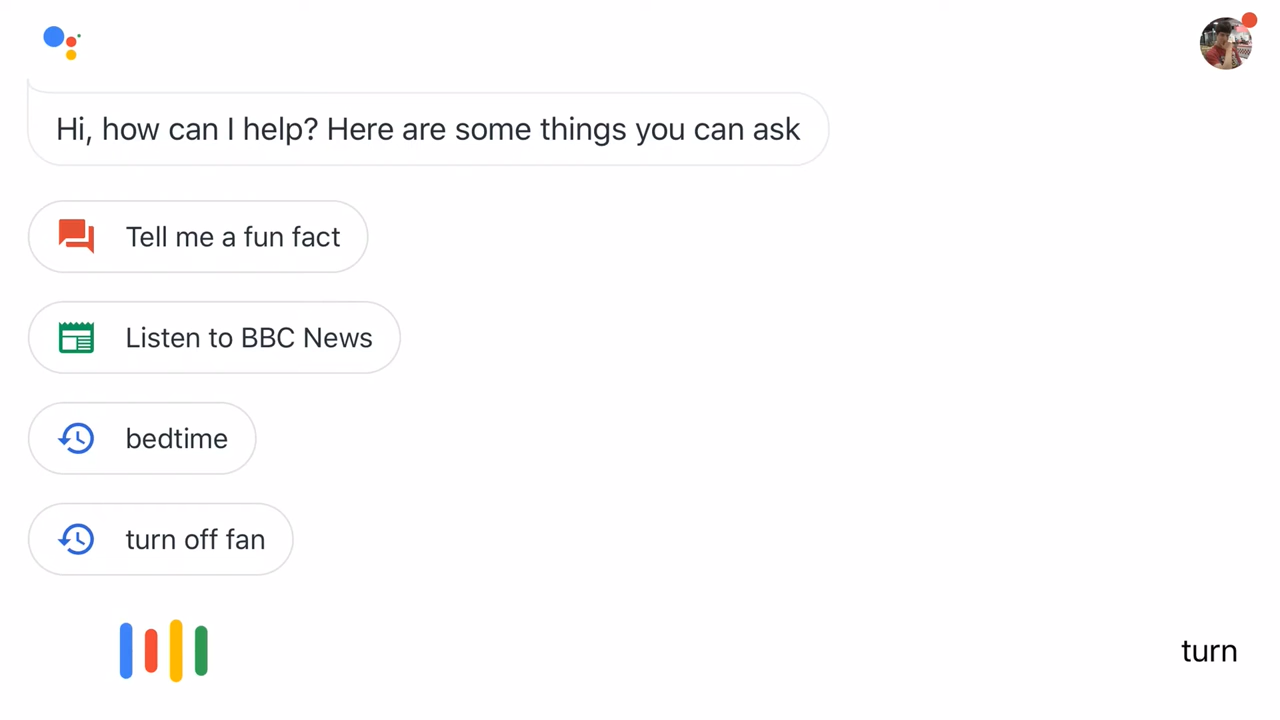 Hi, how can I help? Here are some things you can ask
Tell me a fun fact
Listen to BBC News
bedtime
turn off fan
turn